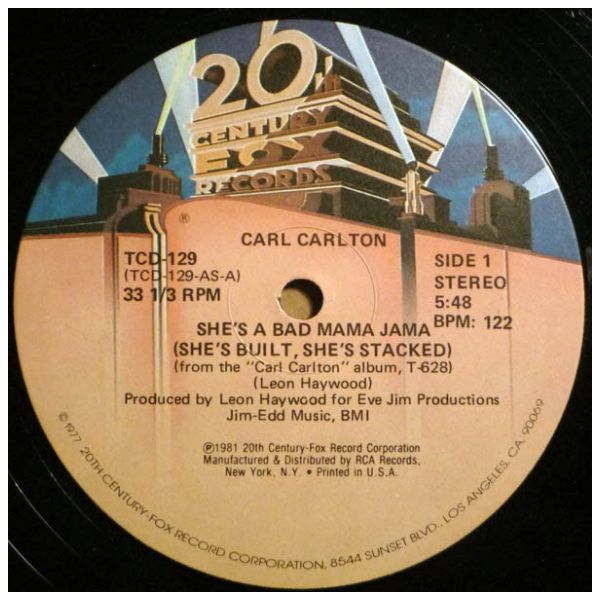 20th
CENTURY
FOX
RECORDS
®
CARL CARLTON
TCD-129
(TCD-129-AS-A)
33 1/3 RPM
SIDE 1
STEREO
5:48
BPM: 122
SHE'S A BAD MAMA JAMA
(SHE'S BUILT, SHE'S STACKED)
(from the "Carl Carlton" album, T-628)
(Leon Haywood)
Produced by Leon Haywood for Eve Jim Productions
Jim-Edd Music, BMI
℗1981 20th Century-Fox Record Corporation
Manufactured & Distributed by RCA Records,
New York, N.Y. • Printed in U.S.A.
©1977 20TH CENTURY-FOX RECORD CORPORATION, 8544 SUNSET BLVD., LOS ANGELES, CA. 90069